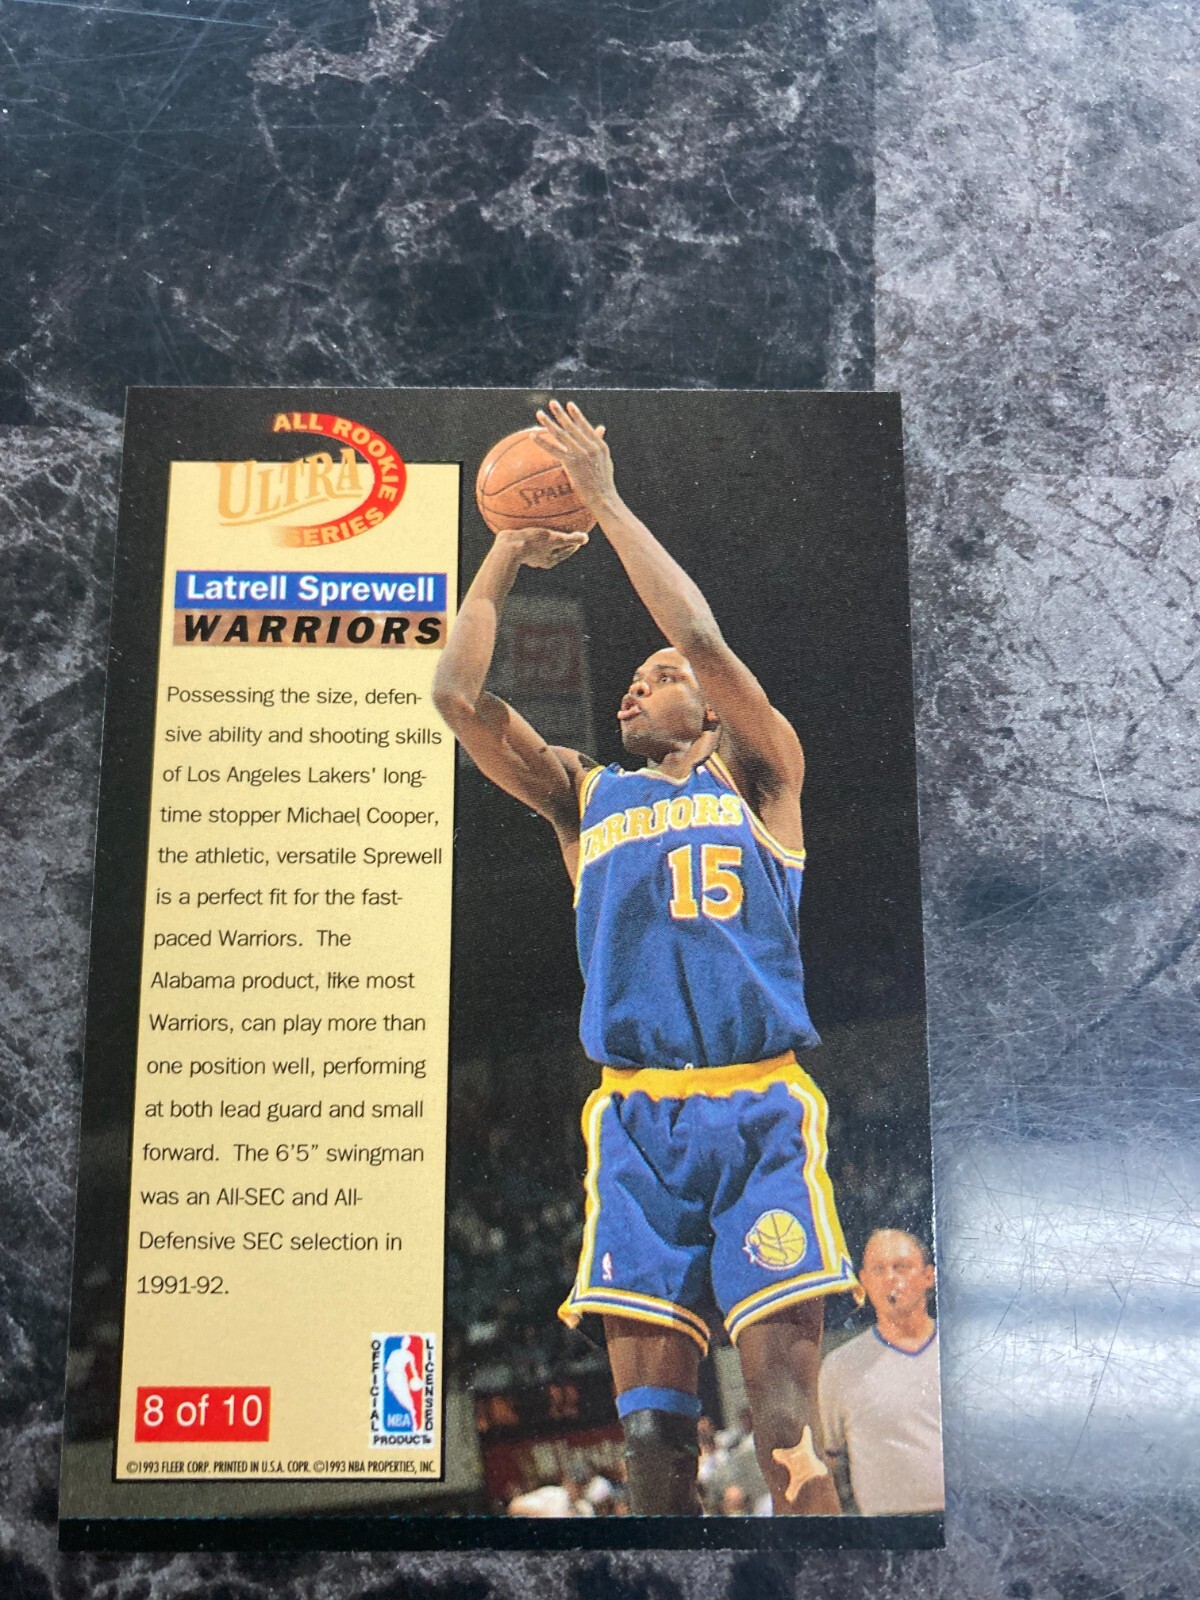 ALL ROOKIE
ULTRA
SERIES
Latrell Sprewell
WARRIORS
Possessing the size, defen-
sive ability and shooting skills
of Los Angeles Lakers' long-
time stopper Michael Cooper,
the athletic, versatile Sprewell
is a perfect fit for the fast-
paced Warriors. The
Alabama product, like most
Warriors, can play more than
one position well, performing
at both lead guard and small
forward. The 6'5" swingman
was an All-SEC and All-
Defensive SEC selection in
1991-92.
8 of 10
OFFICIAL
LICENSED
NBA
PRODUCT
©1993 FLEER CORP. PRINTED IN U.S.A. COPR. ©1993 NBA PROPERTIES, INC.
SPAL
WARRIORS
15